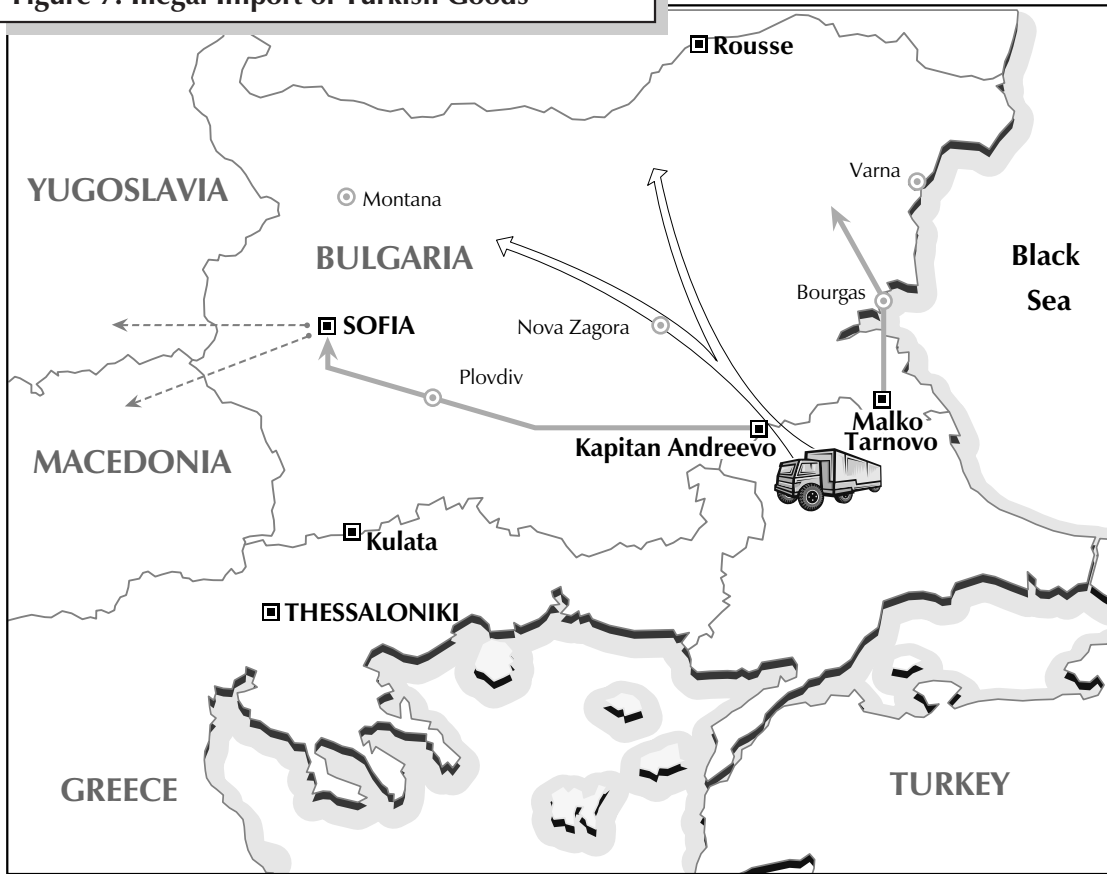 Figure 7: Illegal Import of Turkish Goods
Rousse
YUGOSLAVIA
Montana
Varna
BULGARIA
Black
Sea
Bourgas
SOFIA
Nova Zagora
Plovdiv
Malko
Tarnovo
Kapitan Andreevo
MACEDONIA
Kulata
THESSALONIKI
GREECE
TURKEY